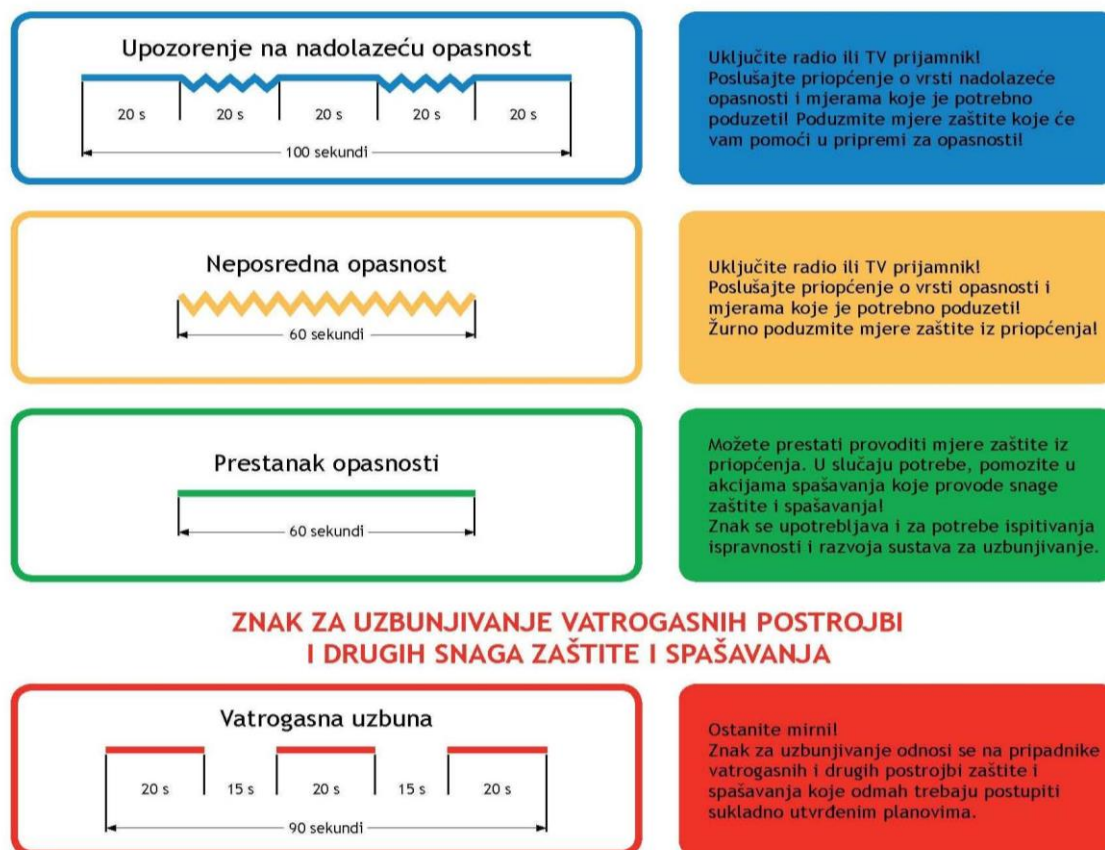 Upozorenje na nadolazeću opasnost
20 s 20 s 20 s 20 s 20 s
100 sekundi
Uključite radio ili TV prijamnik!
Poslušajte priopćenje o vrsti nadolazeće
opasnosti i mjerama koje je potrebno
poduzeti! Poduzmite mjere zaštite koje će
vam pomoći u pripremi za opasnosti!
Neposredna opasnost
60 sekundi
Uključite radio ili TV prijamnik!
Poslušajte priopćenje o vrsti opasnosti i
mjerama koje je potrebno poduzeti!
Žurno poduzmite mjere zaštite iz priopćenja!
Prestanak opasnosti
60 sekundi
Možete prestati provoditi mjere zaštite iz
priopćenja. U slučaju potrebe, pomozite u
akcijama spašavanja koje provode snage
zaštite i spašavanja!
Znak se upotrebljava i za potrebe ispitivanja
ispravnosti i razvoja sustava za uzbunjivanje.
ZNAK ZA UZBUNJIVANJE VATROGASNIH POSTROJBI
I DRUGIH SNAGA ZAŠTITE I SPAŠAVANJA
Vatrogasna uzbuna
20 s 15 s 20 s 15 s 20 s
90 sekundi
Ostanite mirni!
Znak za uzbunjivanje odnosi se na pripadnike
vatrogasnih i drugih postrojbi zaštite i
spašavanja koje odmah trebaju postupiti
sukladno utvrđenim planovima.